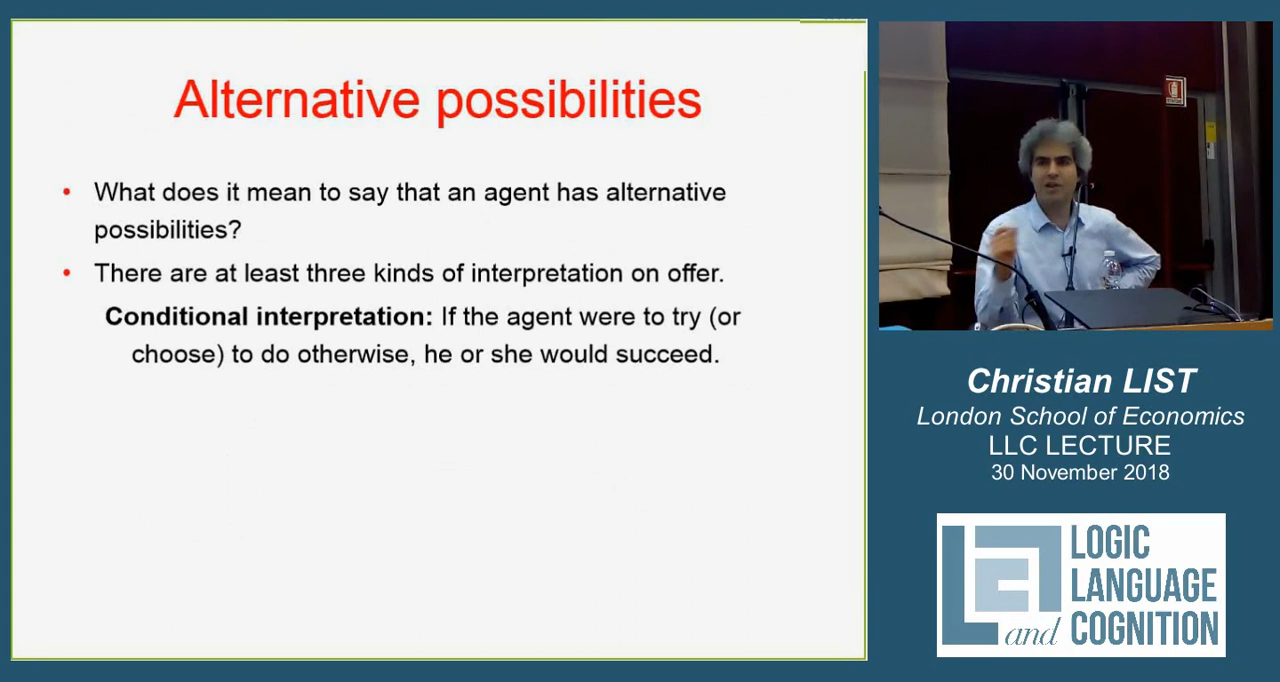 Alternative possibilities
• What does it mean to say that an agent has alternative
possibilities?
• There are at least three kinds of interpretation on offer.
Conditional interpretation: If the agent were to try (or
choose) to do otherwise, he or she would succeed.
Christian LIST
London School of Economics
LLC LECTURE
30 November 2018
LOGIC
LANGUAGE
and COGNITION